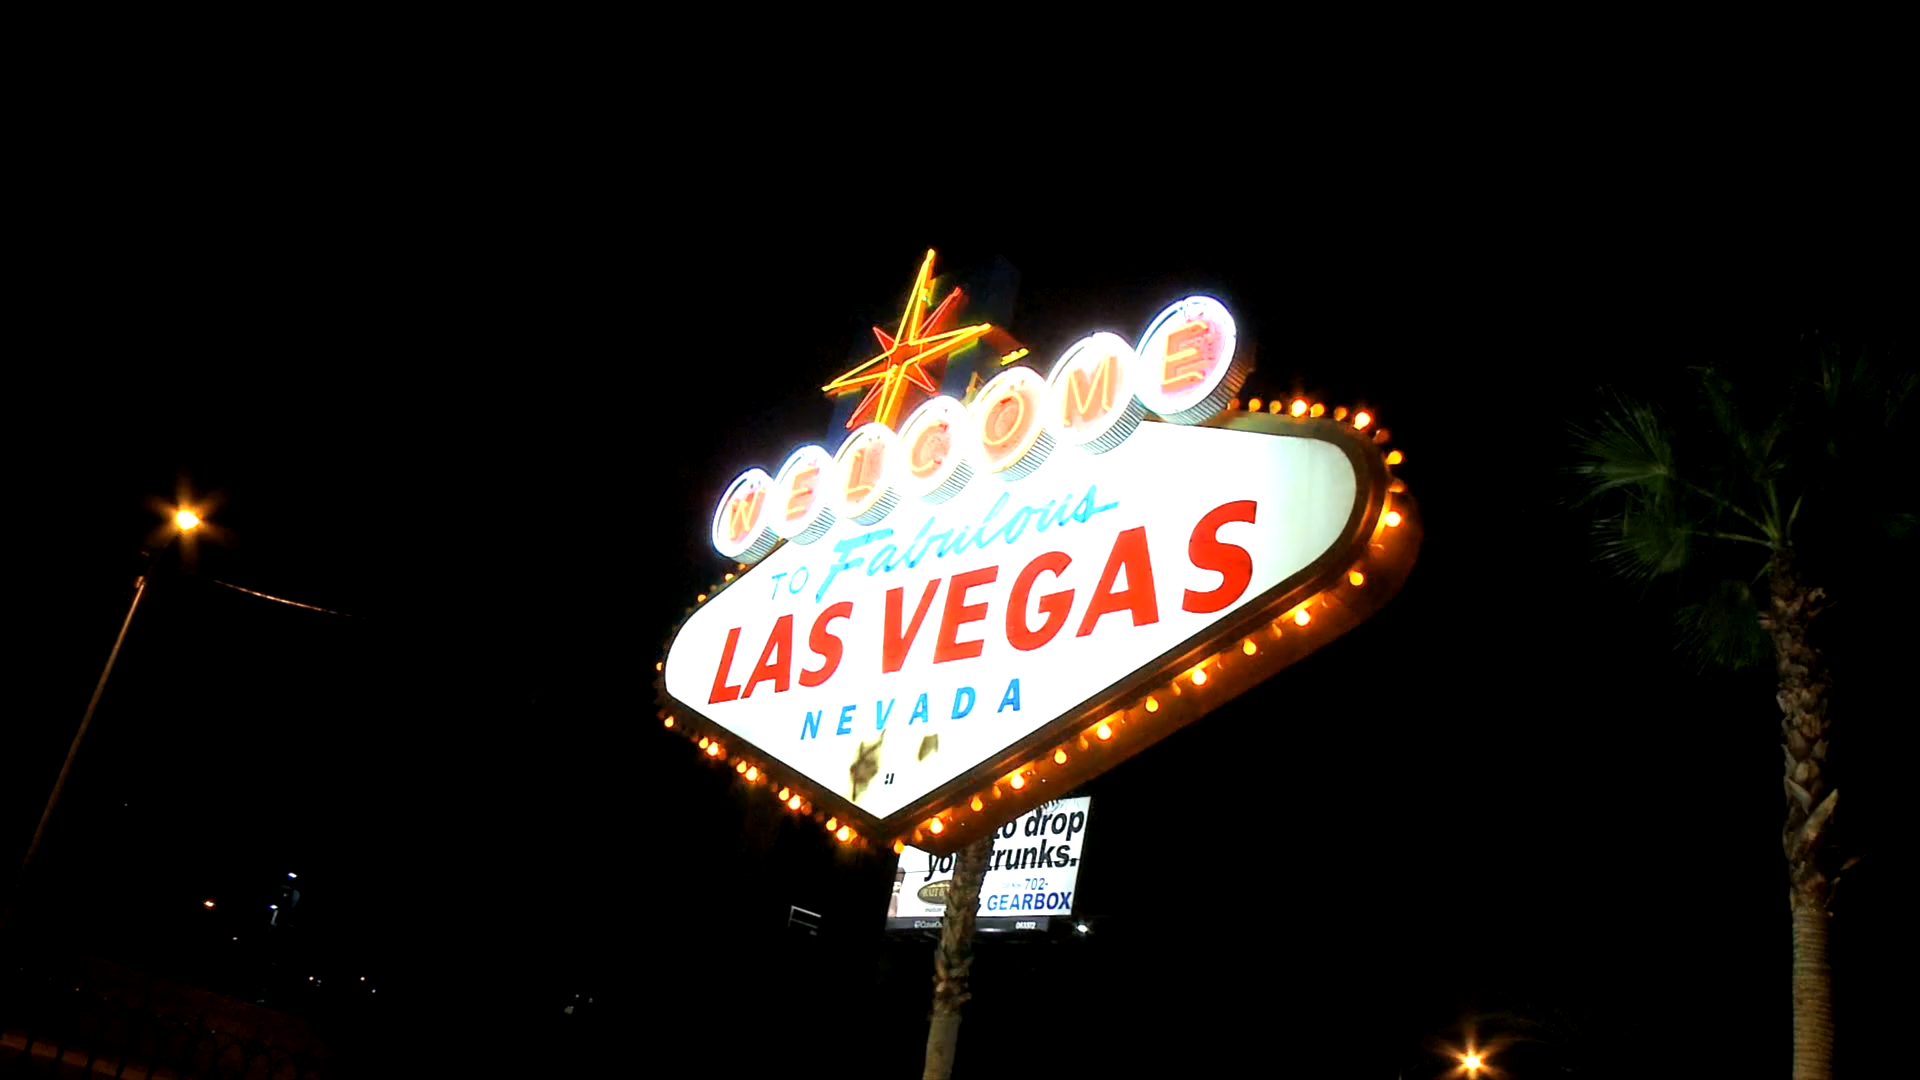 WELCOME
TO Fabulous
LAS VEGAS
NEVADA
to drop
trunks.
702-
GEARBOX